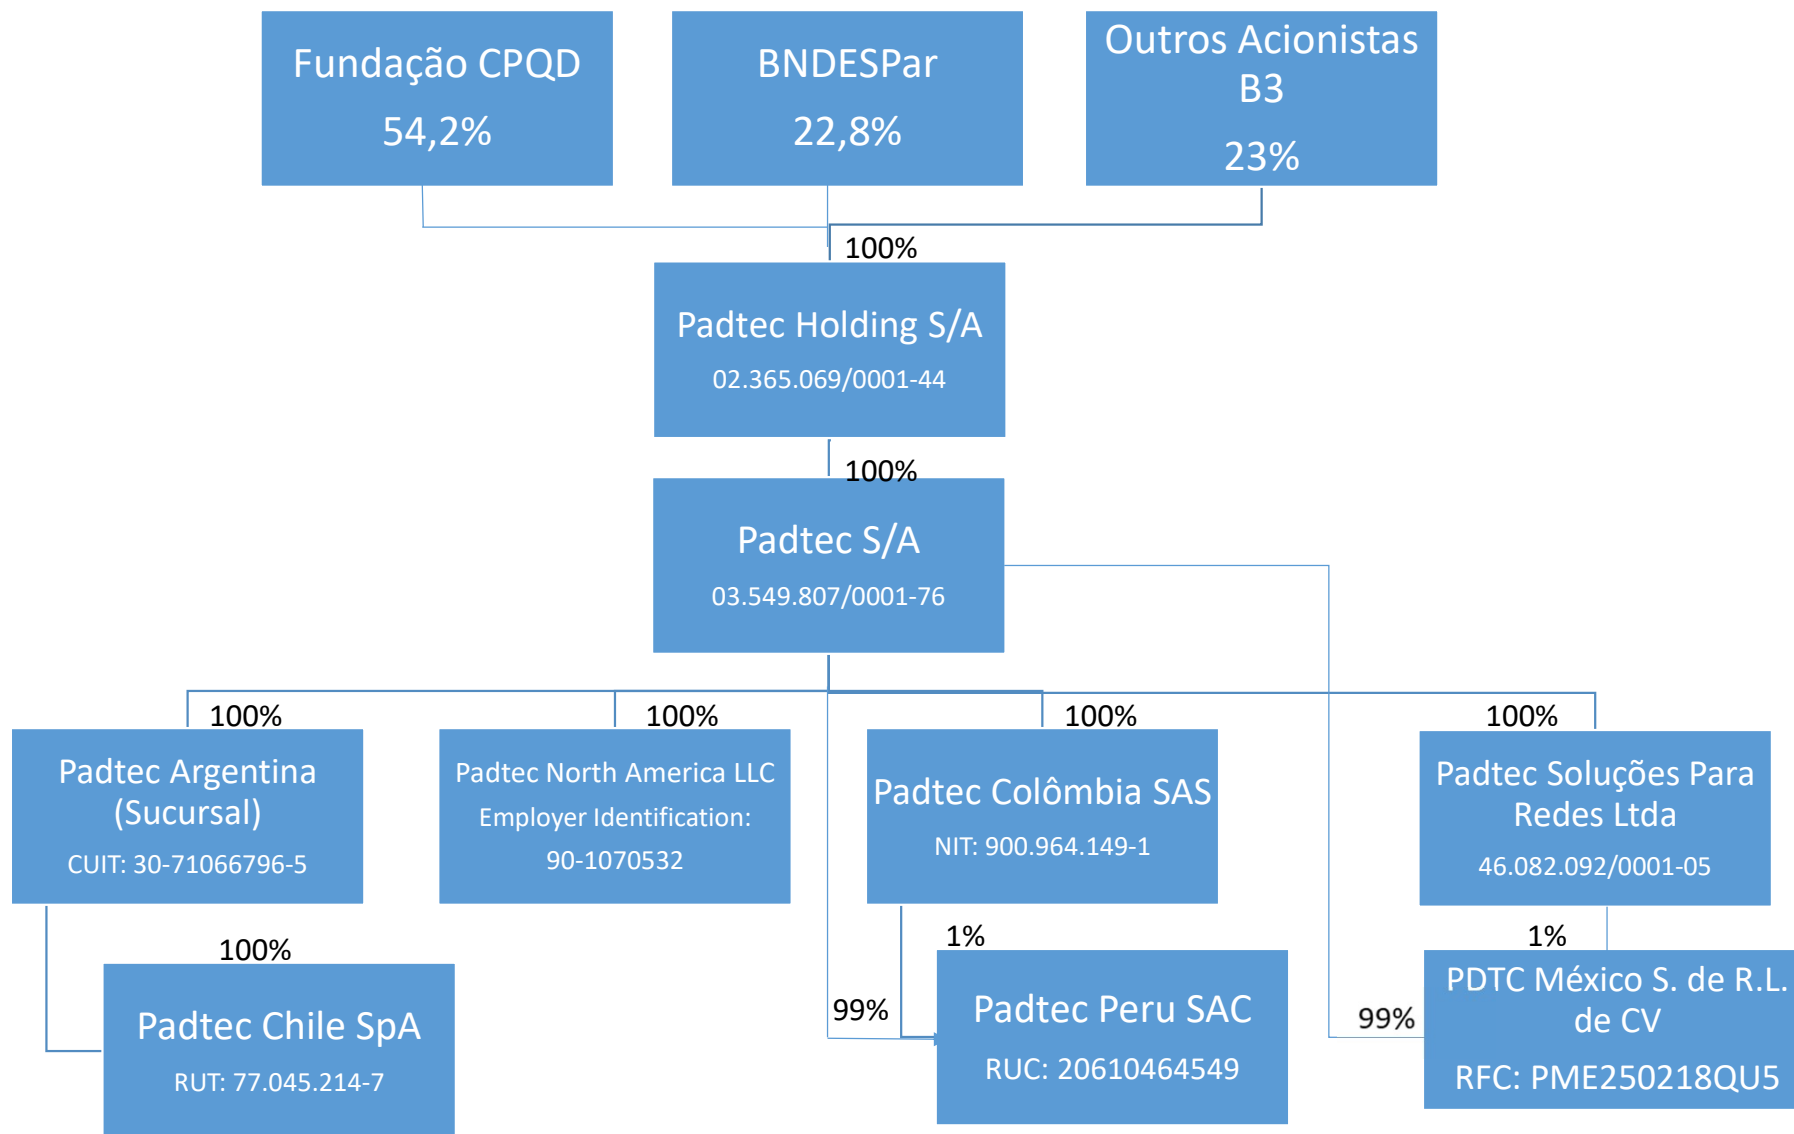 Fundação CPQD
54,2%
BNDESPar
22,8%
Outros Acionistas
B3
23%
100%
Padtec Holding S/A
02.365.069/0001-44
100%
Padtec S/A
03.549.807/0001-76
100%
Padtec Argentina
(Sucursal)
CUIT: 30-71066796-5
100%
Padtec North America LLC
Employer Identification:
90-1070532
100%
Padtec Colômbia SAS
NIT: 900.964.149-1
100%
Padtec Soluções Para
Redes Ltda
46.082.092/0001-05
100%
Padtec Chile SpA
RUT: 77.045.214-7
1%
99%
Padtec Peru SAC
RUC: 20610464549
1%
99%
PDTC México S. de R.L.
de CV
RFC: PME250218QU5